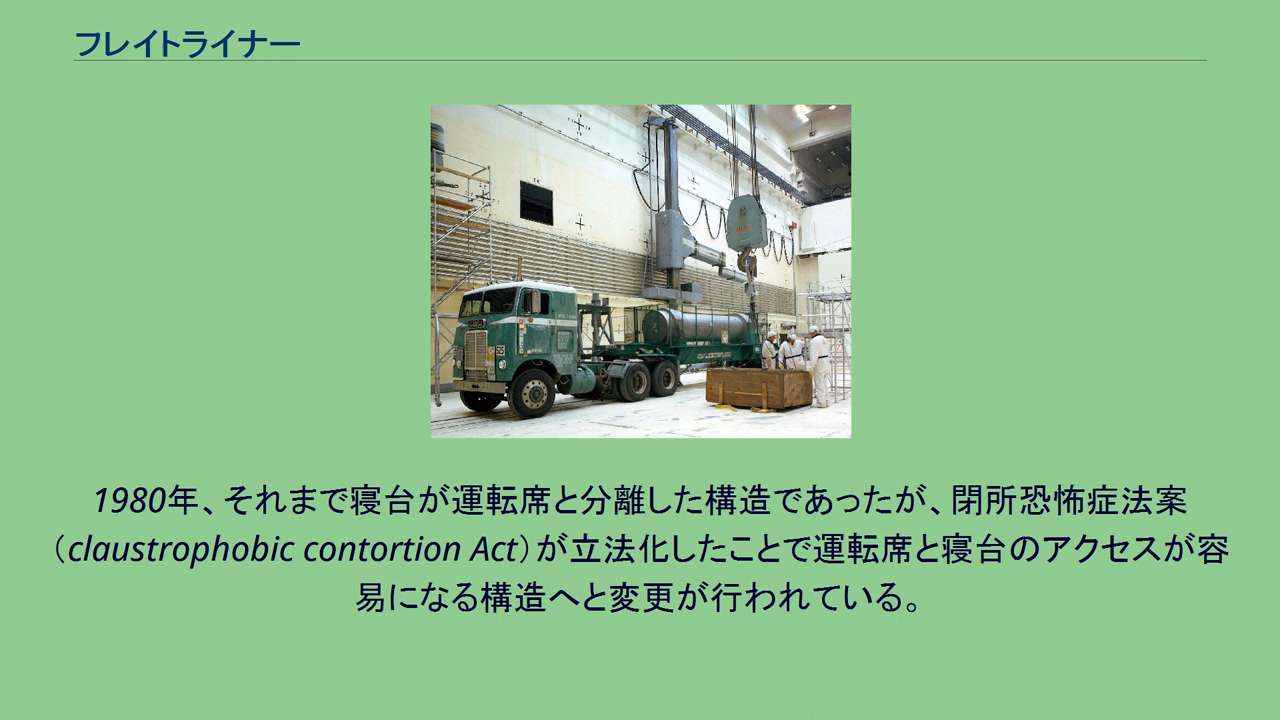 フレイトライナー
1980年、それまで寝台が運転席と分離した構造であったが、閉所恐怖症法案
（claustrophobic contortion Act）が立法化したことで運転席と寝台のアクセスが容
易になる構造へと変更が行われている。